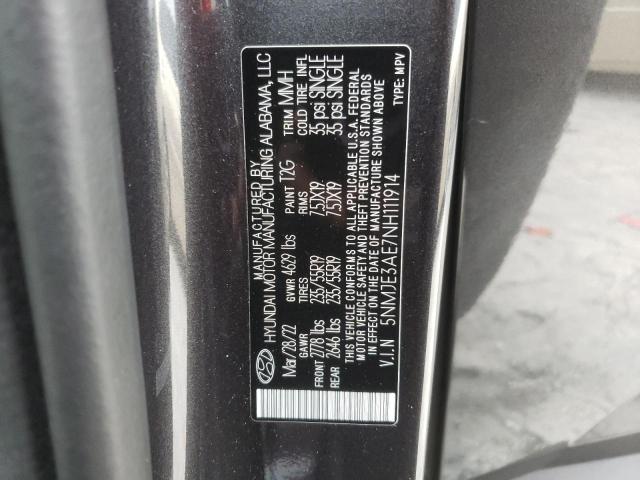 MANUFACTURED BY
HYUNDAI MOTOR MANUFACTURING ALABAMA, LLC
Mar/28/22 GVWR 4629 lbs PAINT T2G TRIM MMH
GAWR TIRES RIMS COLD TIRE INFL
FRONT 2778 lbs 235/55R19 7.5JX19 35 psi SINGLE
REAR 2646 lbs 235/55R19 7.5JX19 35 psi SINGLE
THIS VEHICLE CONFORMS TO ALL APPLICABLE U.S.A. FEDERAL
MOTOR VEHICLE SAFETY AND THEFT PREVENTION STANDARDS
IN EFFECT ON THE DATE OF MANUFACTURE SHOWN ABOVE
V.I.N 5NMJE3AE7NH111914 TYPE: MPV